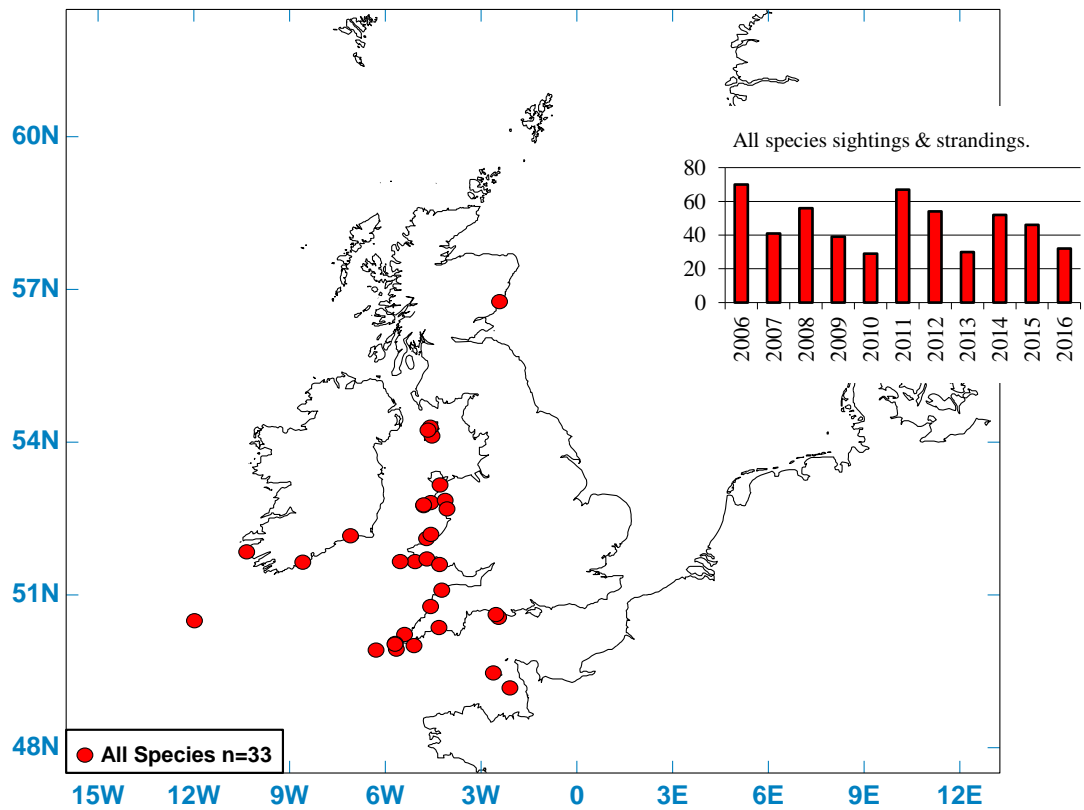 60N
57N
54N
51N
48N
All species sightings & strandings.
80
60
40
20
0
2006
2007
2008
2009
2010
2011
2012
2013
2014
2015
2016
All Species n=33
15W 12W 9W 6W 3W 0 3E 6E 9E 12E